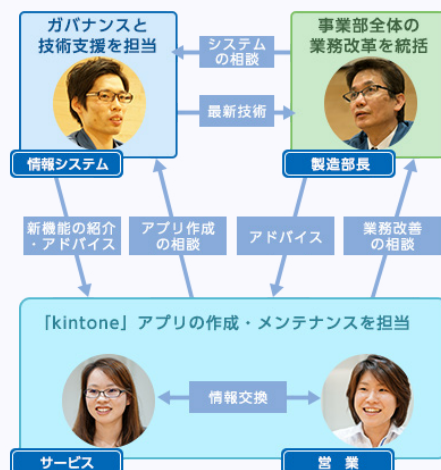 ガバナンスと
技術支援を担当
事業部全体の
業務改革を統括
システム
の相談
最新技術
情報システム
製造部長
新機能の紹介
・アドバイス
アプリ作成
の相談
アドバイス
業務改善
の相談
「kintone」アプリの作成・メンテナンスを担当
情報交換
サービス
営 業